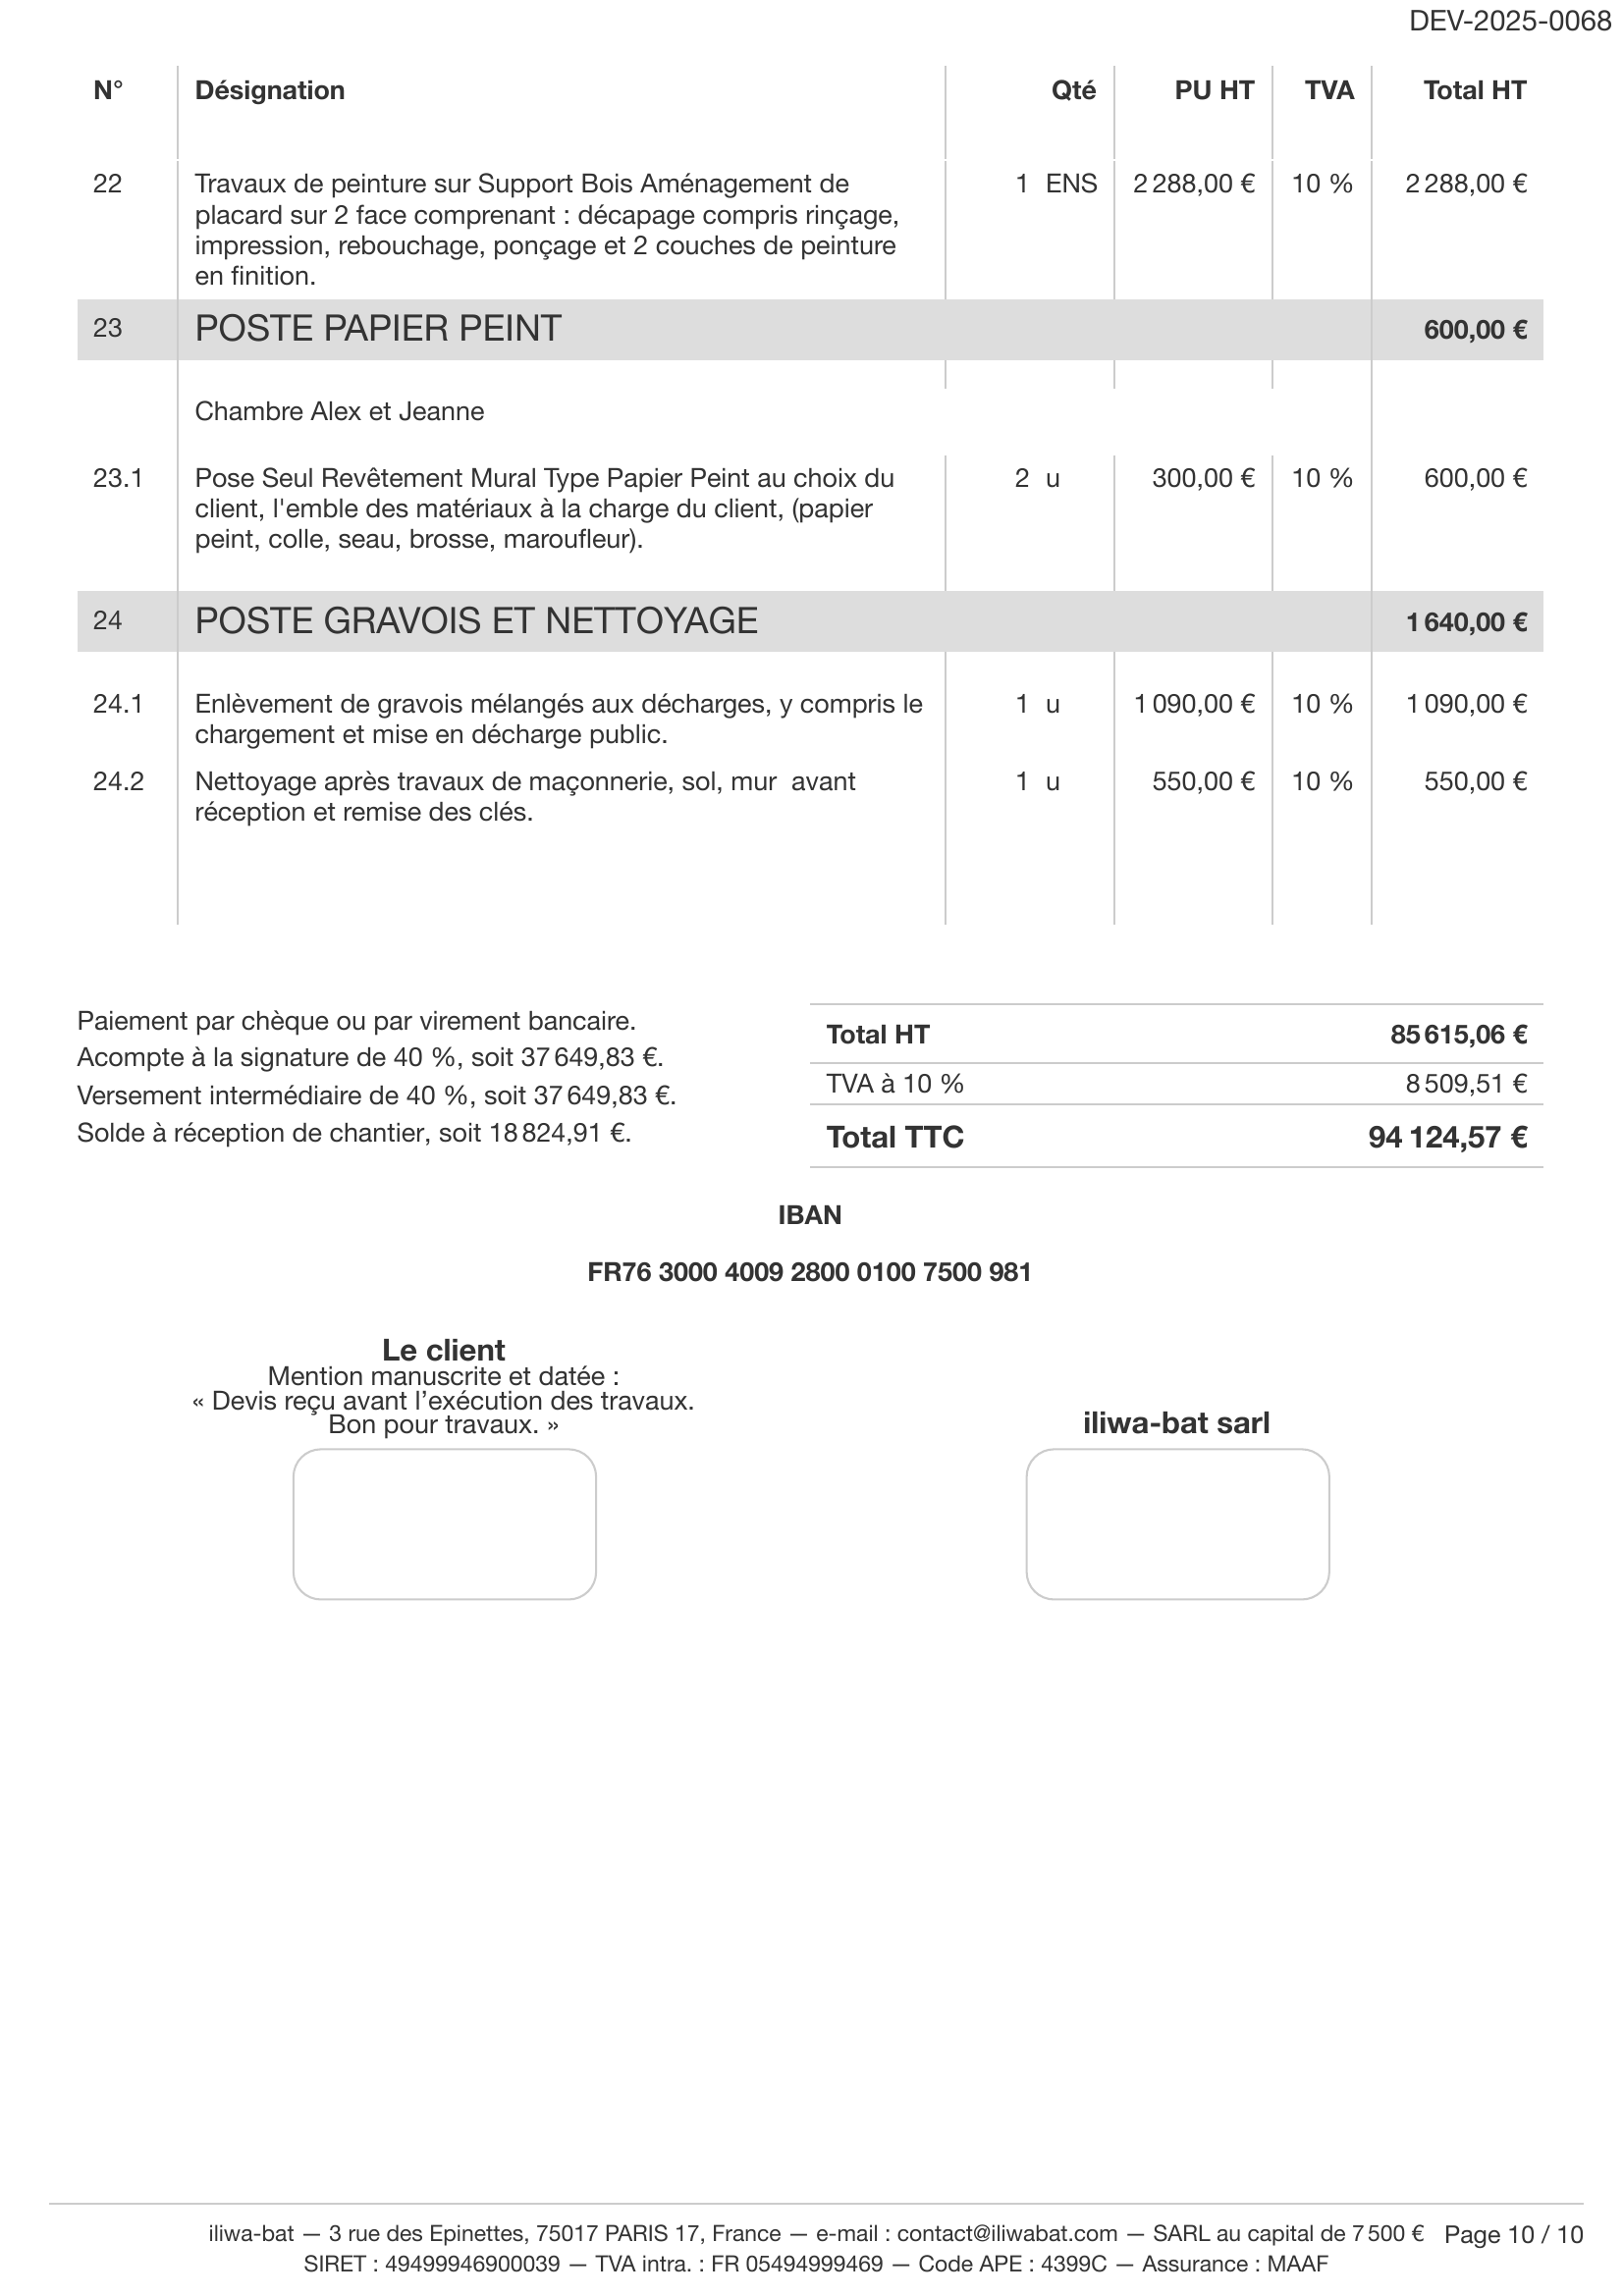 DEV-2025-0068
N° Désignation Qté PU HT TVA Total HT
22 Travaux de peinture sur Support Bois Aménagement de 1 ENS 2 288,00 € 10 % 2 288,00 €
placard sur 2 face comprenant : décapage compris rinçage,
impression, rebouchage, ponçage et 2 couches de peinture
en finition.
23 POSTE PAPIER PEINT 600,00 €
Chambre Alex et Jeanne
23.1 Pose Seul Revêtement Mural Type Papier Peint au choix du 2 u 300,00 € 10 % 600,00 €
client, l'emble des matériaux à la charge du client, (papier
peint, colle, seau, brosse, maroufleur).
24 POSTE GRAVOIS ET NETTOYAGE 1 640,00 €
24.1 Enlèvement de gravois mélangés aux décharges, y compris le 1 u 1 090,00 € 10 % 1 090,00 €
chargement et mise en décharge public.
24.2 Nettoyage après travaux de maçonnerie, sol, mur avant 1 u 550,00 € 10 % 550,00 €
réception et remise des clés.
Paiement par chèque ou par virement bancaire.
Acompte à la signature de 40 %, soit 37 649,83 €.
Versement intermédiaire de 40 %, soit 37 649,83 €.
Solde à réception de chantier, soit 18 824,91 €.
Total HT 85 615,06 €
TVA à 10 % 8 509,51 €
Total TTC 94 124,57 €
IBAN
FR76 3000 4009 2800 0100 7500 981
Le client
Mention manuscrite et datée :
« Devis reçu avant l’exécution des travaux.
Bon pour travaux. »
iliwa-bat sarl
iliwa-bat — 3 rue des Epinettes, 75017 PARIS 17, France — e-mail : contact@iliwabat.com — SARL au capital de 7 500 € Page 10 / 10
SIRET : 49499946900039 — TVA intra. : FR 05494999469 — Code APE : 4399C — Assurance : MAAF